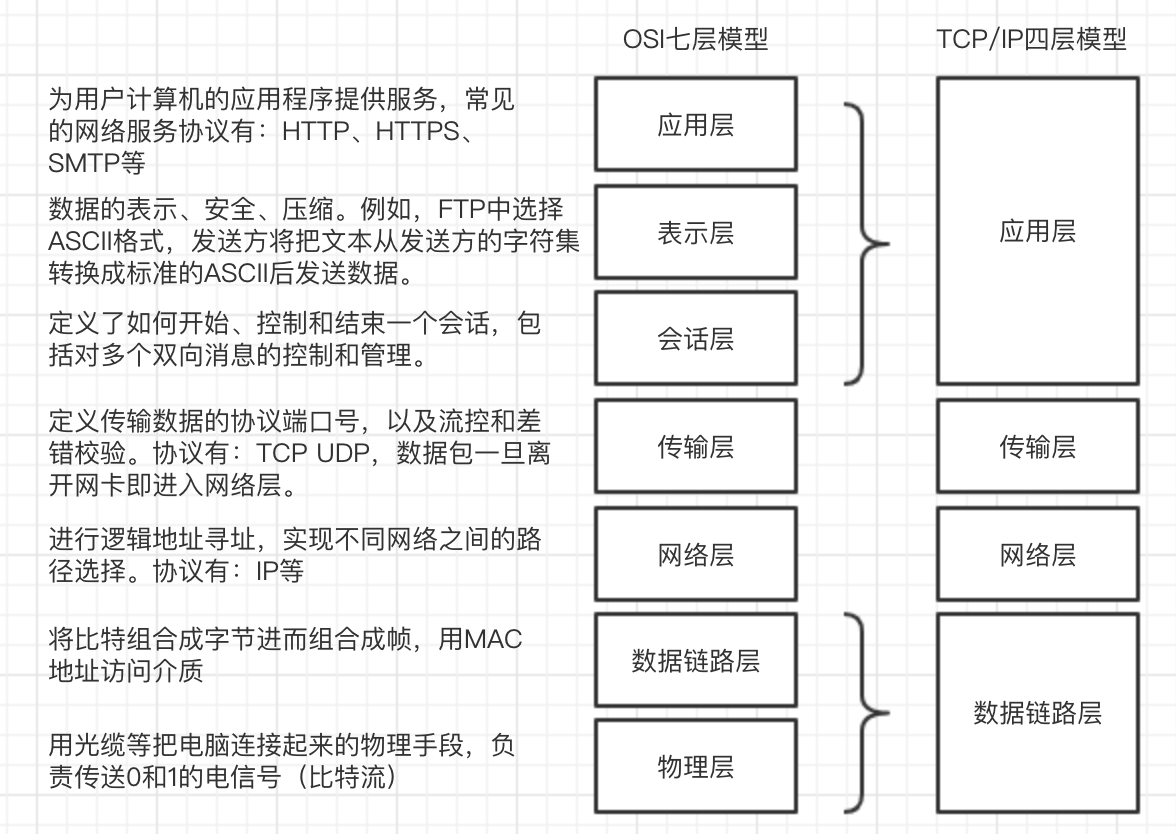 OSI七层模型
TCP/IP四层模型
为用户计算机的应用程序提供服务，常见
的网络服务协议有：HTTP、HTTPS、
SMTP等
应用层
数据的表示、安全、压缩。例如，FTP中选择
ASCII格式，发送方将把文本从发送方的字符集
转换成标准的ASCII后发送数据。
表示层
应用层
定义了如何开始、控制和结束一个会话，包
括对多个双向消息的控制和管理。
会话层
定义传输数据的协议端口号，以及流控和差
错校验。协议有：TCP UDP，数据包一旦离
开网卡即进入网络层。
传输层
传输层
进行逻辑地址寻址，实现不同网络之间的路
径选择。协议有：IP等
网络层
网络层
将比特组合成字节进而组合成帧，用MAC
地址访问介质
数据链路层
数据链路层
用光缆等把电脑连接起来的物理手段，负
责传送0和1的电信号（比特流）
物理层